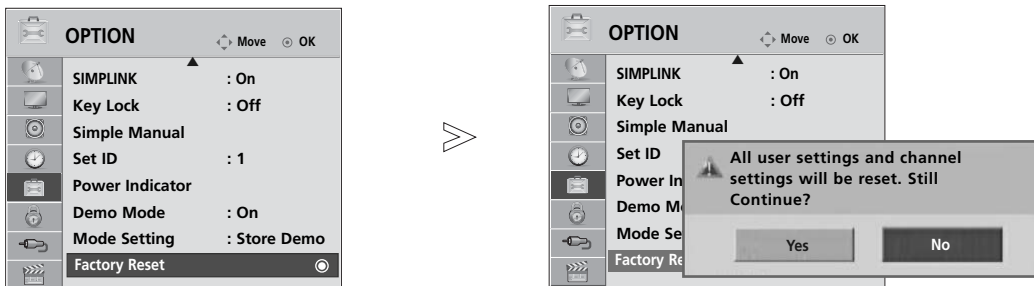 OPTION
Move OK
SIMPLINK : On
Key Lock : Off
Simple Manual
Set ID : 1
Power Indicator
Demo Mode : On
Mode Setting : Store Demo
Factory Reset
OPTION
Move OK
SIMPLINK : On
Key Lock : Off
Simple Manual
Set ID
Power In
Demo M
Mode Se
Factory Re
All user settings and channel
settings will be reset. Still
Continue?
Yes No